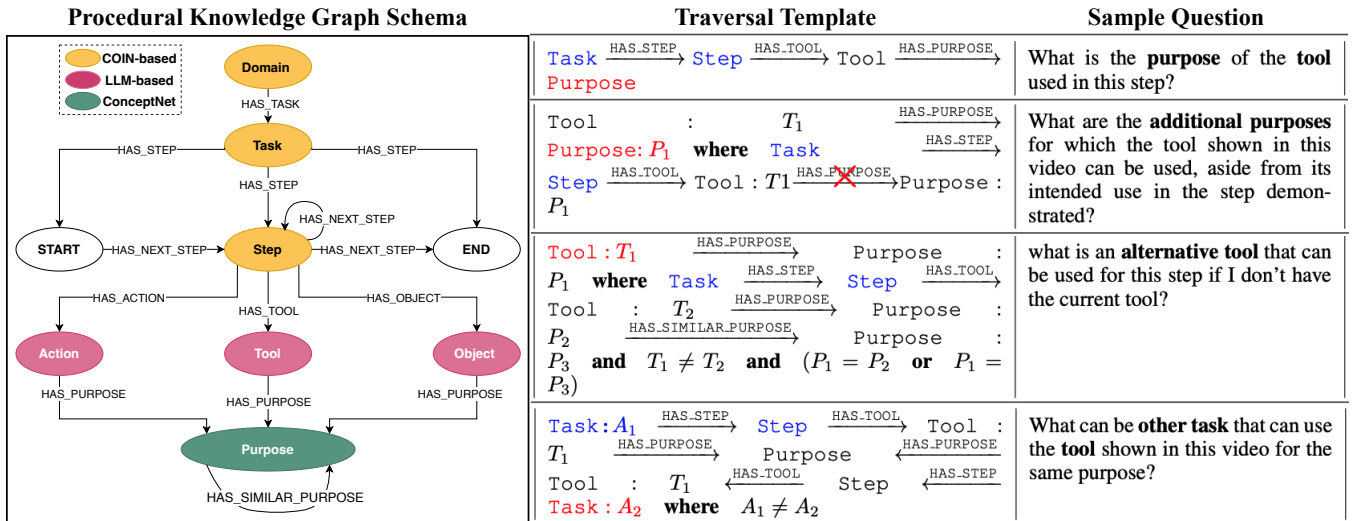 Procedural Knowledge Graph Schema
COIN-based
LLM-based
ConceptNet
Domain
HAS_TASK
Task
HAS_STEP
HAS_STEP
HAS_STEP
HAS_NEXT_STEP
START
HAS_NEXT_STEP
Step
HAS_NEXT_STEP
END
HAS_ACTION
HAS_TOOL
HAS_OBJECT
Action
Tool
Object
HAS_PURPOSE
HAS_PURPOSE
HAS_PURPOSE
Purpose
HAS_SIMILAR_PURPOSE
Traversal Template
Sample Question
Task HAS_STEP Step HAS_TOOL Tool HAS_PURPOSE
Purpose
What is the purpose of the tool
used in this step?
Tool : T1 HAS_PURPOSE
Purpose: P1 where Task HAS_STEP
Step HAS_TOOL Tool : T1 HAS_PURPOSE Purpose :
P1
What are the additional purposes
for which the tool shown in this
video can be used, aside from its
intended use in the step demon-
strated?
Tool : T1 HAS_PURPOSE Purpose :
P1 where Task HAS_STEP Step HAS_TOOL
Tool : T2 HAS_PURPOSE Purpose :
P2 HAS_SIMILAR_PURPOSE Purpose :
P3 and T1 ≠ T2 and (P1 = P2 or P1 =
P3)
what is an alternative tool that can
be used for this step if I don't have
the current tool?
Task: A1 HAS_STEP Step HAS_TOOL Tool :
T1 HAS_PURPOSE Purpose HAS_PURPOSE
Tool : T1 HAS_TOOL Step HAS_STEP
Task : A2 where A1 ≠ A2
What can be other task that can use
the tool shown in this video for the
same purpose?